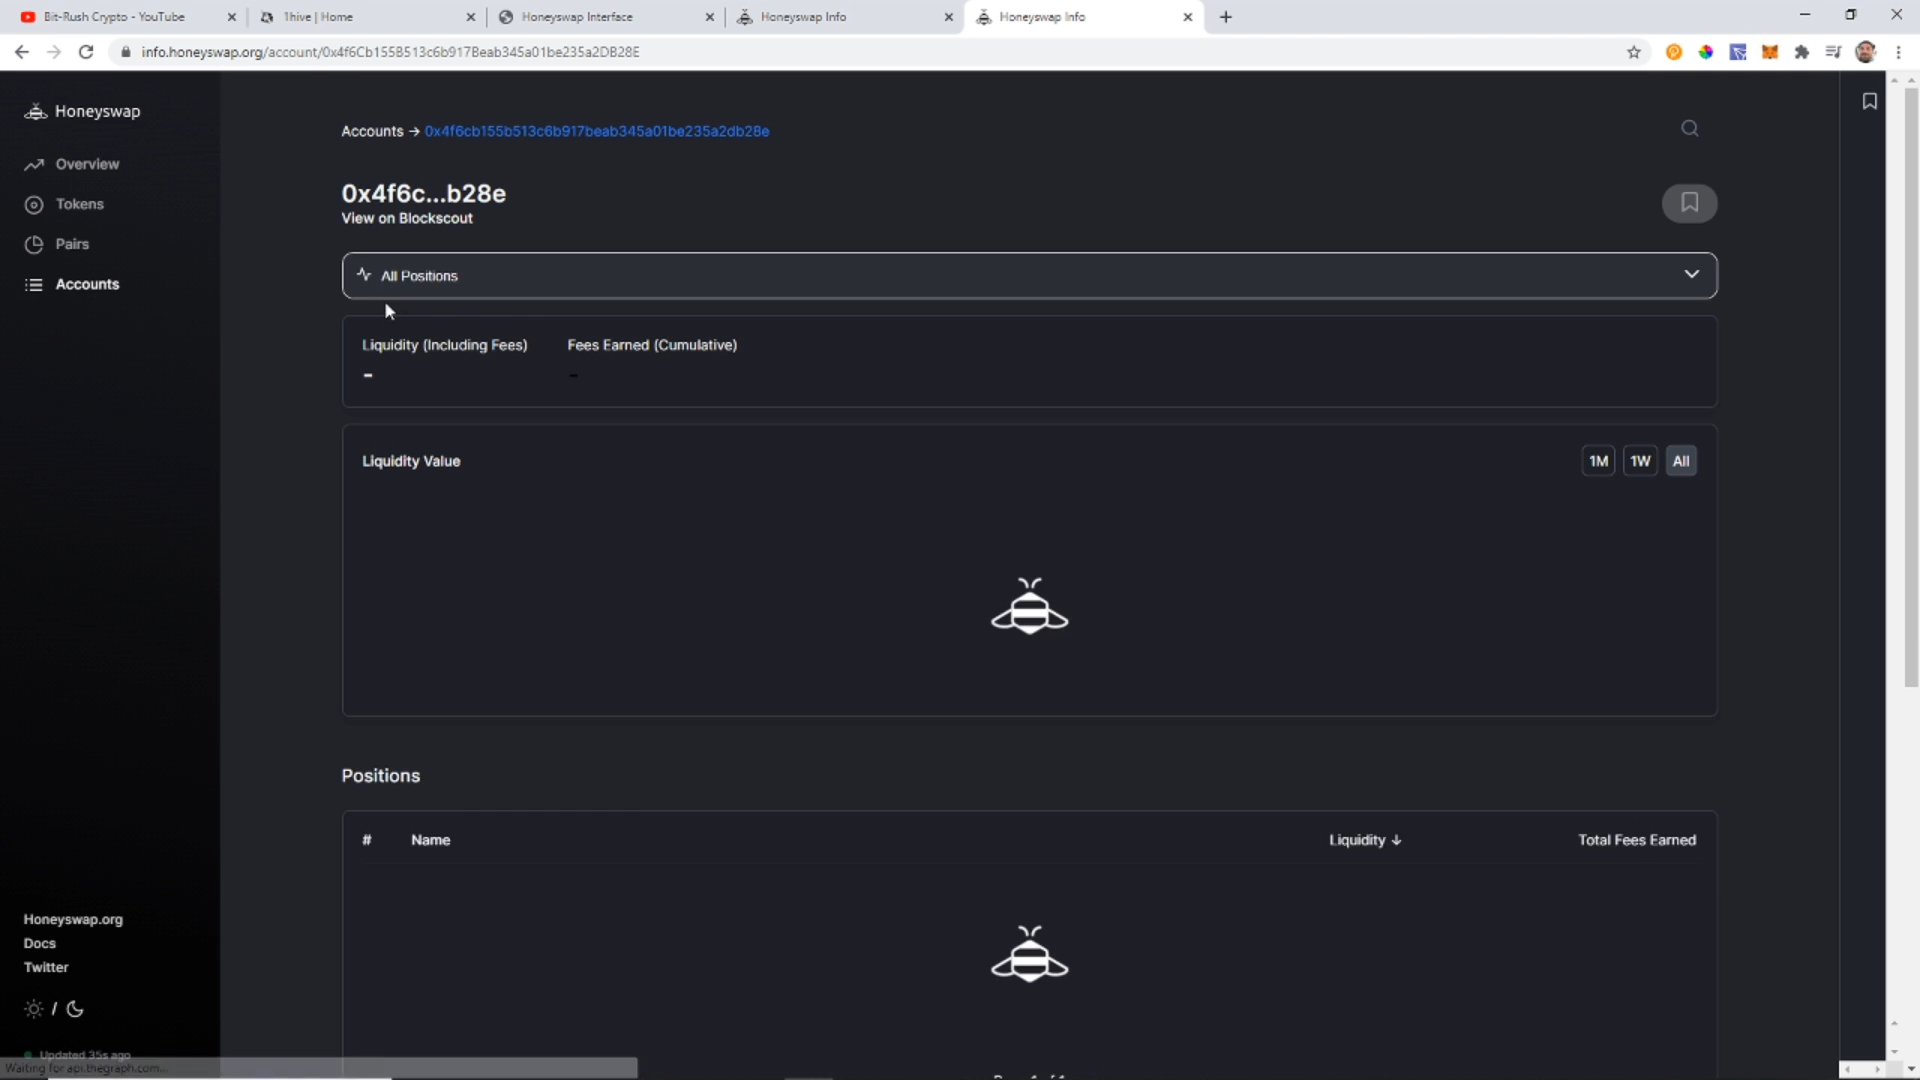 Bit-Rush Crypto - YouTube
1hive | Home
Honeyswap Interface
Honeyswap Info
Honeyswap Info
info.honeyswap.org/account/0x4f6Cb155B513c6b917Beab345a01be235a2DB28E
Honeyswap
Overview
Tokens
Pairs
Accounts
Accounts → 0x4f6cb155b513c6b917beab345a01be235a2db28e
0x4f6c...b28e
View on Blockscout
All Positions
Liquidity (Including Fees)
Fees Earned (Cumulative)
-
-
Liquidity Value
1M
1W
All
Positions
#
Name
Liquidity ↓
Total Fees Earned
Honeyswap.org
Docs
Twitter
/
Updated 35s ago
Waiting for api.thegraph.com...